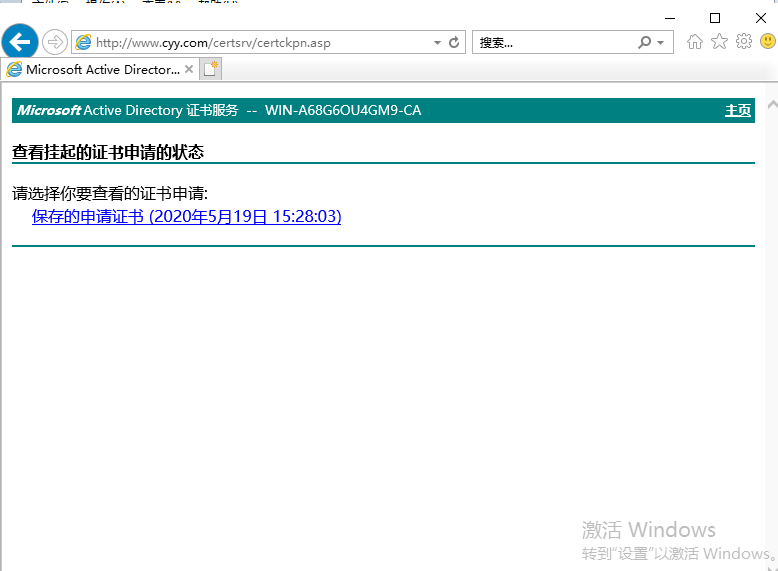 http://www.cyy.com/certsrv/certckpn.asp
搜索...
Microsoft Active Director...
Microsoft Active Directory 证书服务 -- WIN-A68G6OU4GM9-CA
主页
查看挂起的证书申请的状态
请选择你要查看的证书申请:
保存的申请证书 (2020年5月19日 15:28:03)
激活 Windows
转到“设置”以激活 Windows。